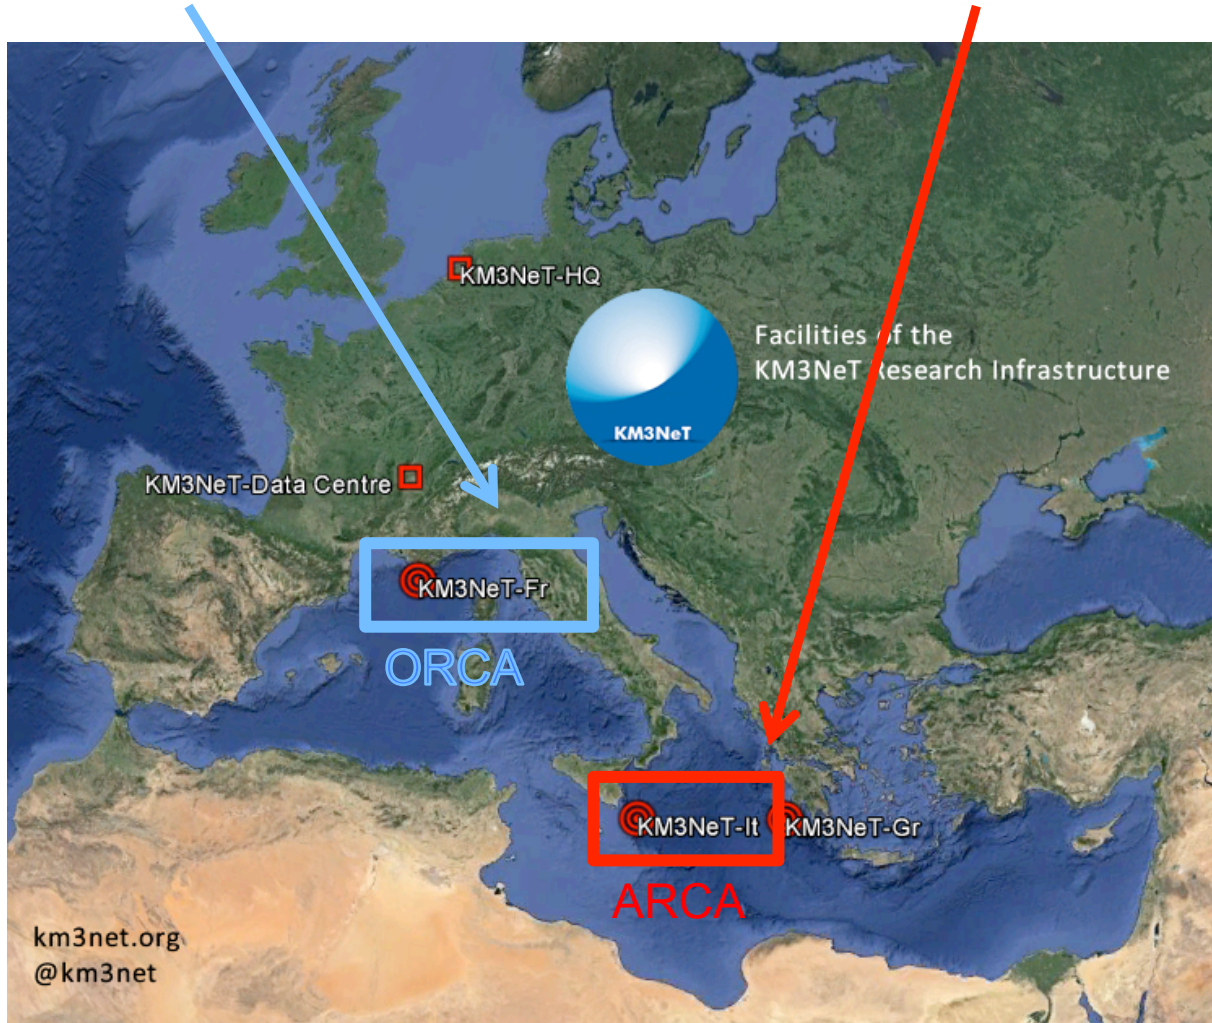 KM3NeT-HQ
Facilities of the
KM3NeT Research Infrastructure
KM3NeT
KM3NeT-Data Centre
KM3NeT-Fr
ORCA
KM3NeT-It
KM3NeT-Gr
ARCA
km3net.org
@km3net